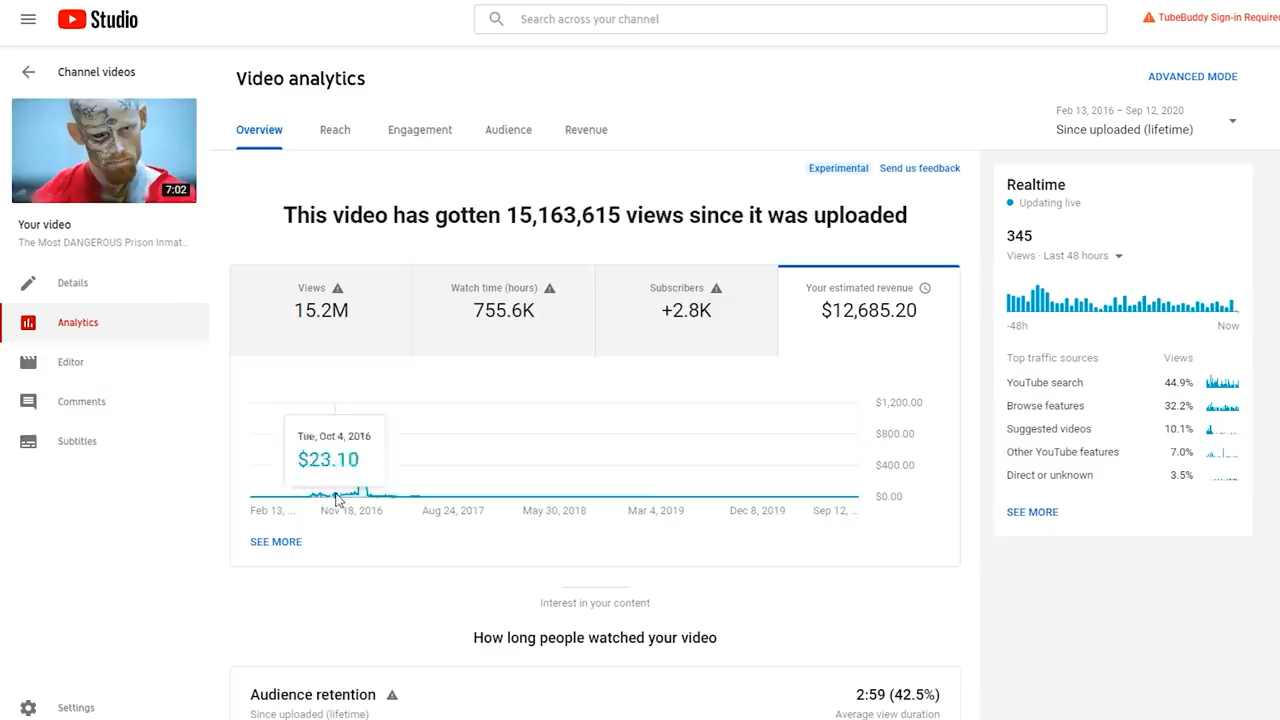 Studio
Search across your channel
TubeBuddy Sign-in Require
Channel videos
7:02
Your video
The Most DANGEROUS Prison Inmat...
Details
Analytics
Editor
Comments
Subtitles
Settings
Video analytics
ADVANCED MODE
Overview
Reach
Engagement
Audience
Revenue
Feb 13, 2016 – Sep 12, 2020
Since uploaded (lifetime)
Experimental
Send us feedback
This video has gotten 15,163,615 views since it was uploaded
Views
15.2M
Watch time (hours)
755.6K
Subscribers
+2.8K
Your estimated revenue
$12,685.20
$1,200.00
$800.00
$400.00
$0.00
Tue, Oct 4, 2016
$23.10
Feb 13, ...
Nov 18, 2016
Aug 24, 2017
May 30, 2018
Mar 4, 2019
Dec 8, 2019
Sep 12, ...
SEE MORE
Interest in your content
How long people watched your video
Audience retention
Since uploaded (lifetime)
2:59 (42.5%)
Average view duration
Realtime
Updating live
345
Views · Last 48 hours
-48h
Now
Top traffic sources
Views
YouTube search
44.9%
Browse features
32.2%
Suggested videos
10.1%
Other YouTube features
7.0%
Direct or unknown
3.5%
SEE MORE